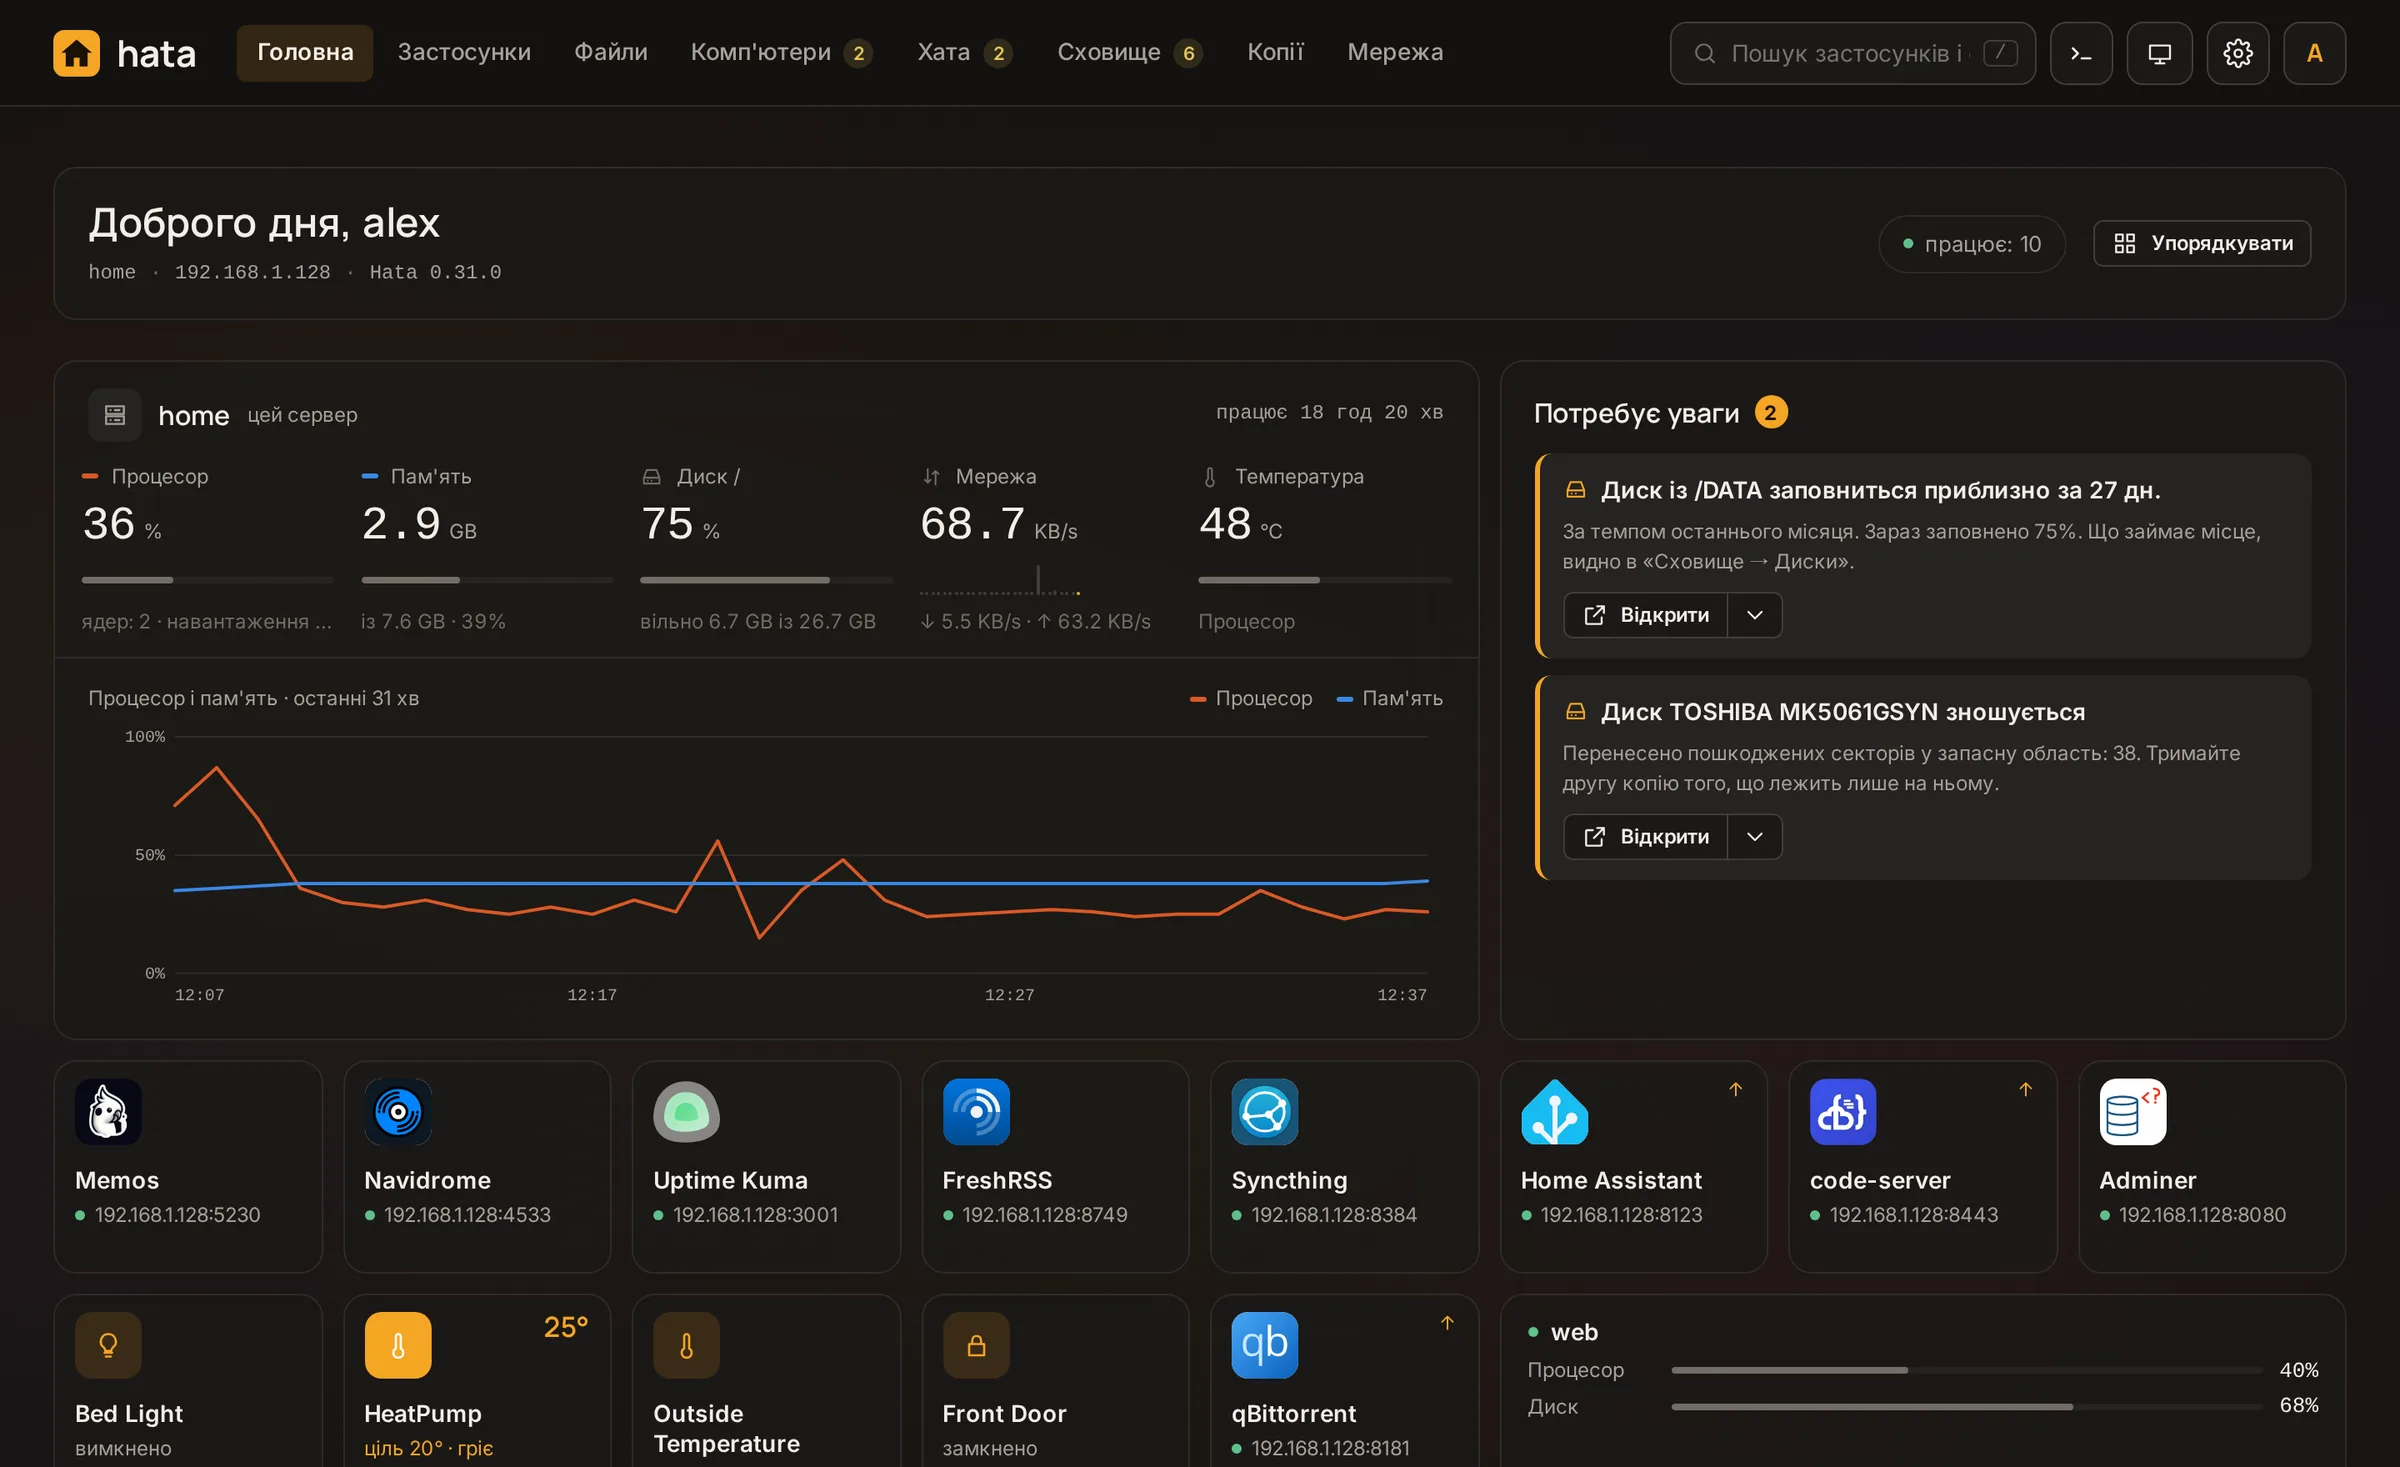 hata
Головна
Застосунки
Файли
Комп'ютери 2
Хата 2
Сховище 6
Копії
Мережа
Пошук застосунків і
/
A
Доброго дня, alex
home · 192.168.1.128 · Hata 0.31.0
працює: 10
Упорядкувати
home цей сервер
працює 18 год 20 хв
Процесор
36 %
ядер: 2 · навантаження ...
Пам'ять
2.9 GB
із 7.6 GB · 39%
Диск /
75 %
вільно 6.7 GB із 26.7 GB
Мережа
68.7 KB/s
↓ 5.5 KB/s · ↑ 63.2 KB/s
Температура
48 °C
Процесор
Процесор і пам'ять · останні 31 хв
Процесор
Пам'ять
100%
50%
0%
12:07
12:17
12:27
12:37
Потребує уваги 2
Диск із /DATA заповниться приблизно за 27 дн.
За темпом останнього місяця. Зараз заповнено 75%. Що займає місце,
видно в «Сховище → Диски».
Відкрити
Диск TOSHIBA MK5061GSYN зношується
Перенесено пошкоджених секторів у запасну область: 38. Тримайте
другу копію того, що лежить лише на ньому.
Відкрити
Memos
192.168.1.128:5230
Navidrome
192.168.1.128:4533
Uptime Kuma
192.168.1.128:3001
FreshRSS
192.168.1.128:8749
Syncthing
192.168.1.128:8384
Home Assistant
192.168.1.128:8123
code-server
192.168.1.128:8443
<?
Adminer
192.168.1.128:8080
Bed Light
вимкнено
25°
HeatPump
ціль 20° · гріє
Outside
Temperature
Front Door
замкнено
qb
qBittorrent
192.168.1.128:8181
web
Процесор 40%
Диск 68%